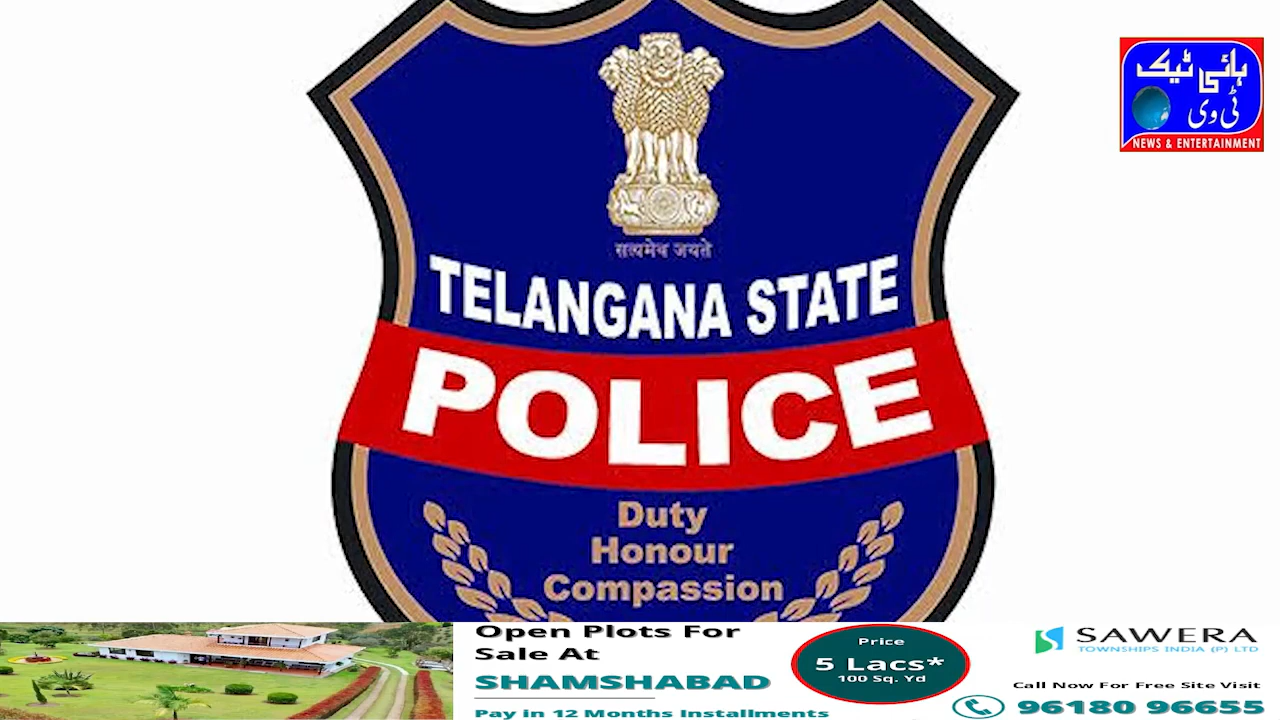 ہائی ٹیک
ٹی وی
NEWS & ENTERTAINMENT
सत्यमेव जयते
TELANGANA STATE
POLICE
Duty
Honour
Compassion
Open Plots For
Sale At
SHAMSHABAD
Pay in 12 Months Installments
Price
5 Lacs*
100 Sq. Yd
SAWERA
TOWNSHIPS INDIA (P) LTD
Call Now For Free Site Visit
96180 96655